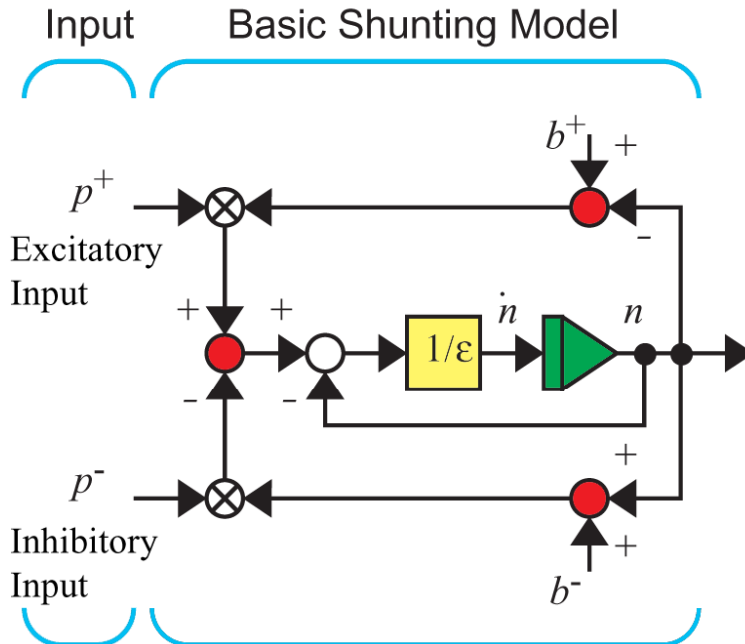 Input
Basic Shunting Model
b⁺
+
p⁺
-
Excitatory
Input
+
+
1/ε
ṅ
n
-
-
+
p⁻
+
Inhibitory
Input
b⁻